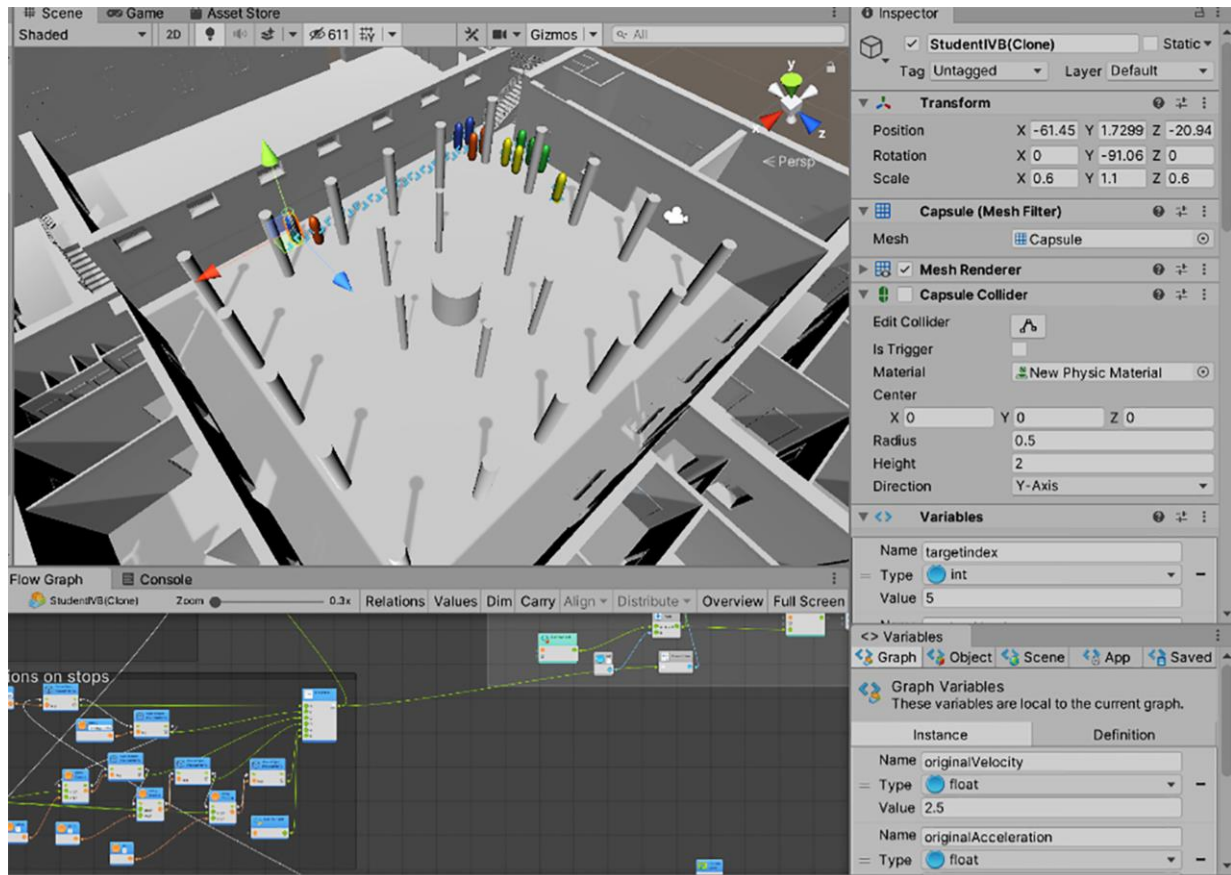 Scene Game Asset Store
Shaded 2D 611 Gizmos All
y
x
z
Persp
Inspector
StudentIVB(Clone) Static
Tag Untagged Layer Default
Transform
Position X -61.45 Y 1.7299 Z -20.94
Rotation X 0 Y -91.06 Z 0
Scale X 0.6 Y 1.1 Z 0.6
Capsule (Mesh Filter)
Mesh Capsule
Mesh Renderer
Capsule Collider
Edit Collider
Is Trigger
Material New Physic Material
Center
X 0 Y 0 Z 0
Radius 0.5
Height 2
Direction Y-Axis
Variables
Name targetindex
Type int
Value 5
Flow Graph Console
StudentIVB(Clone) Zoom 0.3x Relations Values Dim Carry Align Distribute Overview Full Screen
ions on stops
<> Variables
Graph Object Scene App Saved
Graph Variables
These variables are local to the current graph.
Instance Definition
Name originalVelocity
Type float
Value 2.5
Name originalAcceleration
Type float